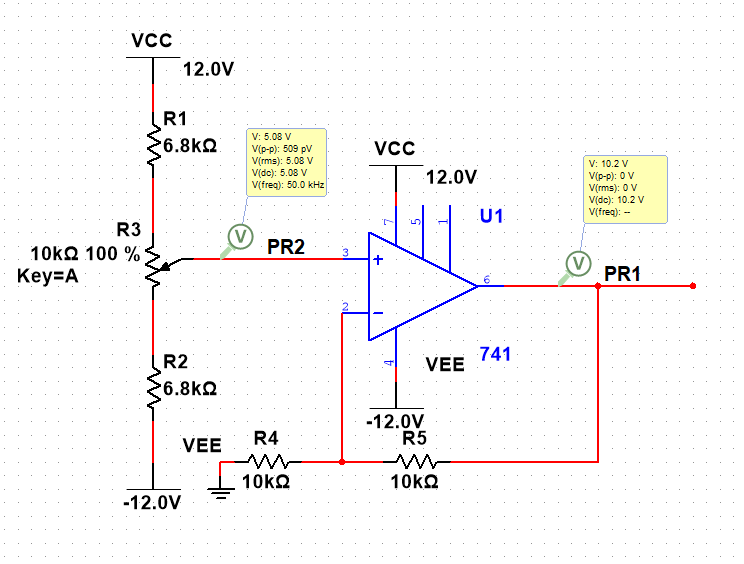 VCC
12.0V
R1
6.8kΩ
V: 5.08 V
V(p-p): 509 pV
V(rms): 5.08 V
V(dc): 5.08 V
V(freq): 50.0 kHz
V
R3
10kΩ 100 %
Key=A
PR2
VCC
12.0V
7
5
1
U1
3
+
2
−
6
4
741
VEE
-12.0V
V: 10.2 V
V(p-p): 0 V
V(rms): 0 V
V(dc): 10.2 V
V(freq): --
V
PR1
R2
6.8kΩ
-12.0V
VEE
R4
10kΩ
R5
10kΩ